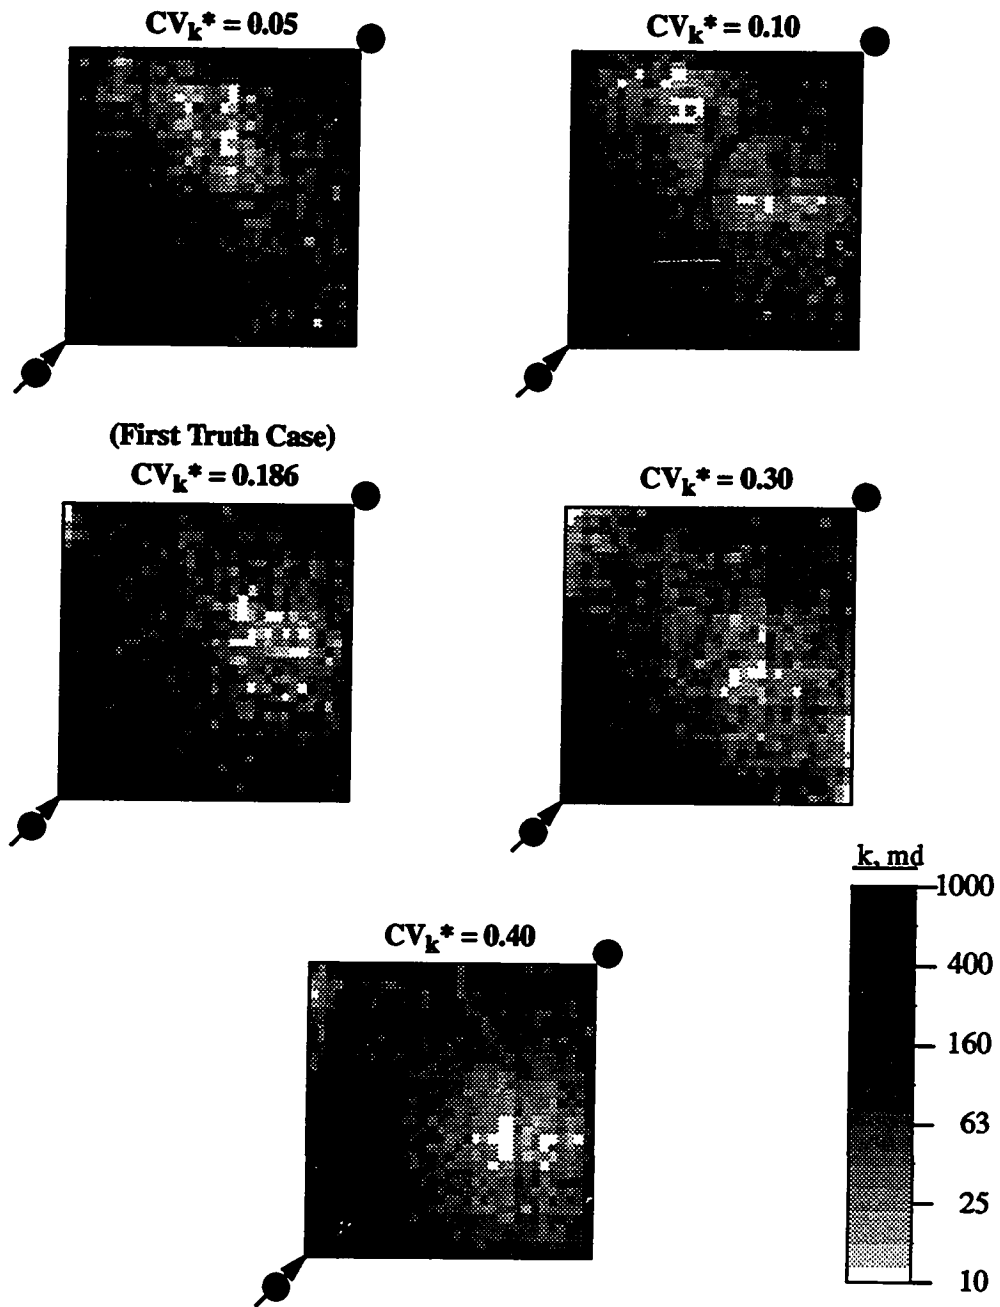 CVk* = 0.05
CVk* = 0.10
(First Truth Case)
CVk* = 0.186
CVk* = 0.30
k, md
1000
400
160
63
25
10
CVk* = 0.40